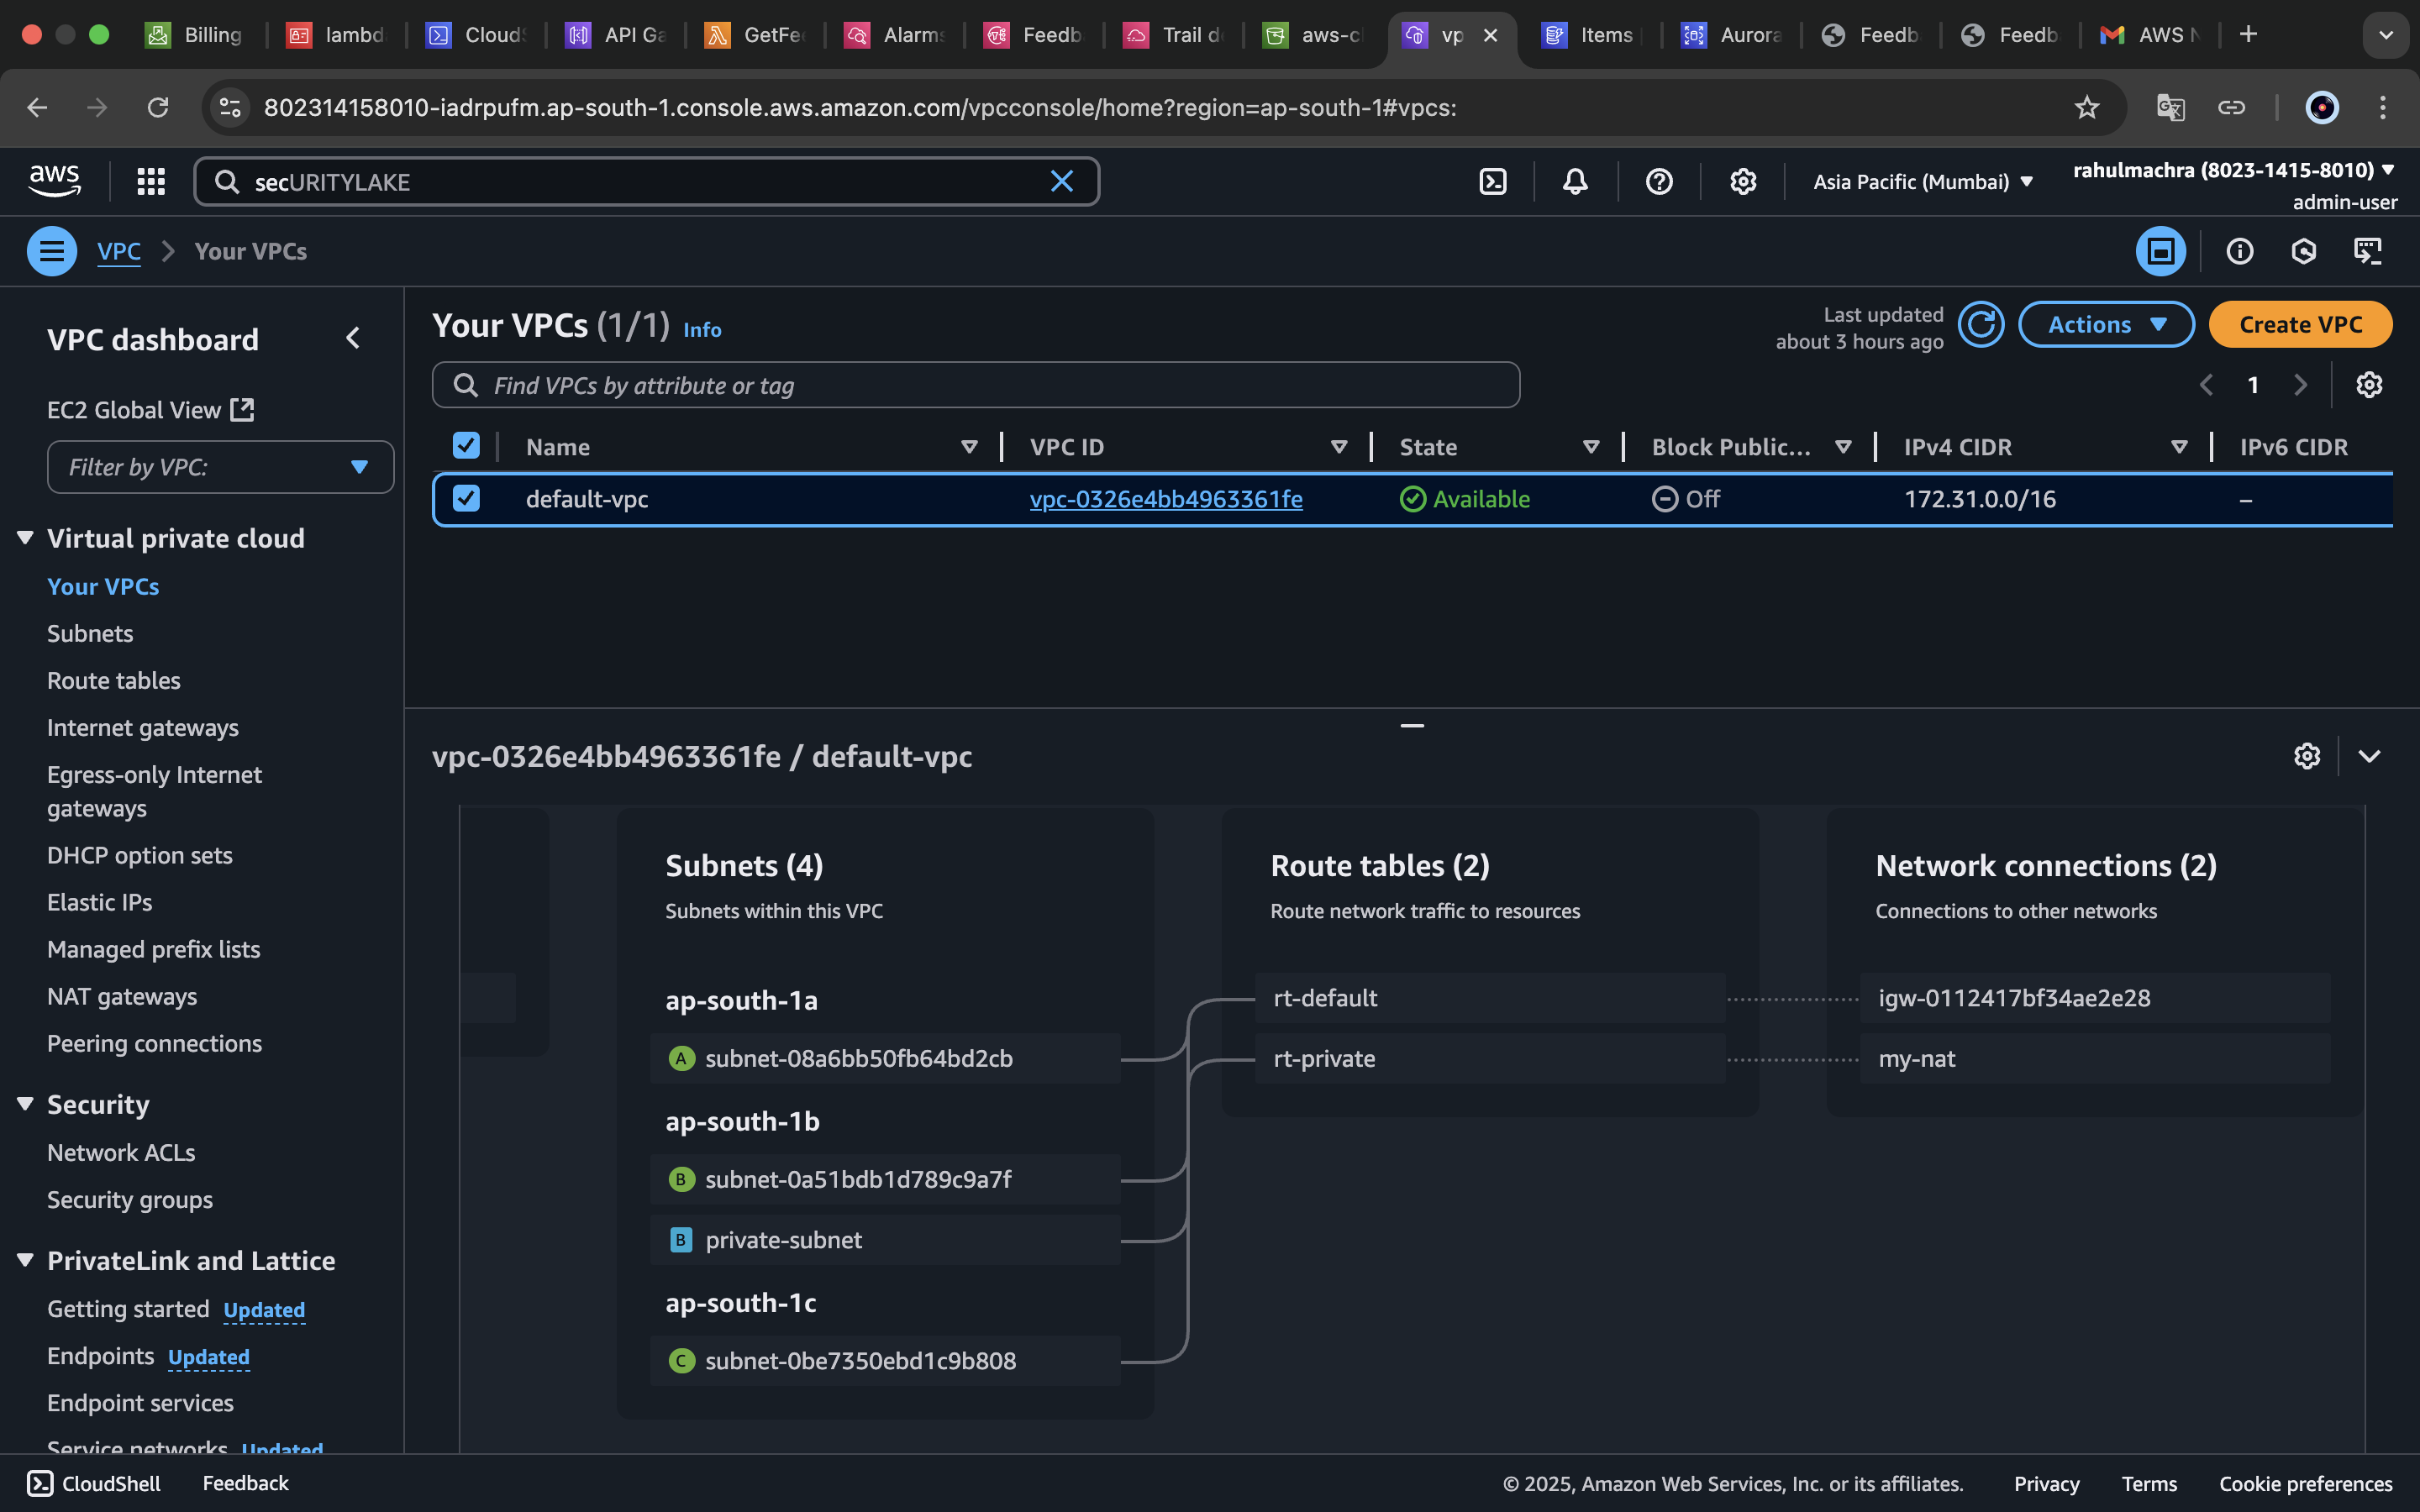 Billing
lambd
CloudS
API Ga
GetFe
Alarms
Feedb
Trail d
aws-c
vp
Items
Aurora
Feedb
Feedb
AWS N
802314158010-iadrpufm.ap-south-1.console.aws.amazon.com/vpcconsole/home?region=ap-south-1#vpcs:
aws
secURITYLAKE
Asia Pacific (Mumbai)
rahulmachra (8023-1415-8010)
admin-user
VPC
Your VPCs
VPC dashboard
EC2 Global View
Filter by VPC:
Virtual private cloud
Your VPCs
Subnets
Route tables
Internet gateways
Egress-only Internet
gateways
DHCP option sets
Elastic IPs
Managed prefix lists
NAT gateways
Peering connections
Security
Network ACLs
Security groups
PrivateLink and Lattice
Getting started Updated
Endpoints Updated
Endpoint services
Service networks Updated
Your VPCs (1/1) Info
Last updated
about 3 hours ago
Actions
Create VPC
Find VPCs by attribute or tag
1
Name VPC ID State Block Public... IPv4 CIDR IPv6 CIDR
default-vpc vpc-0326e4bb4963361fe Available Off 172.31.0.0/16 –
vpc-0326e4bb4963361fe / default-vpc
Subnets (4)
Subnets within this VPC
ap-south-1a
A subnet-08a6bb50fb64bd2cb
ap-south-1b
B subnet-0a51bdb1d789c9a7f
B private-subnet
ap-south-1c
C subnet-0be7350ebd1c9b808
Route tables (2)
Route network traffic to resources
rt-default
rt-private
Network connections (2)
Connections to other networks
igw-0112417bf34ae2e28
my-nat
CloudShell
Feedback
© 2025, Amazon Web Services, Inc. or its affiliates.
Privacy
Terms
Cookie preferences